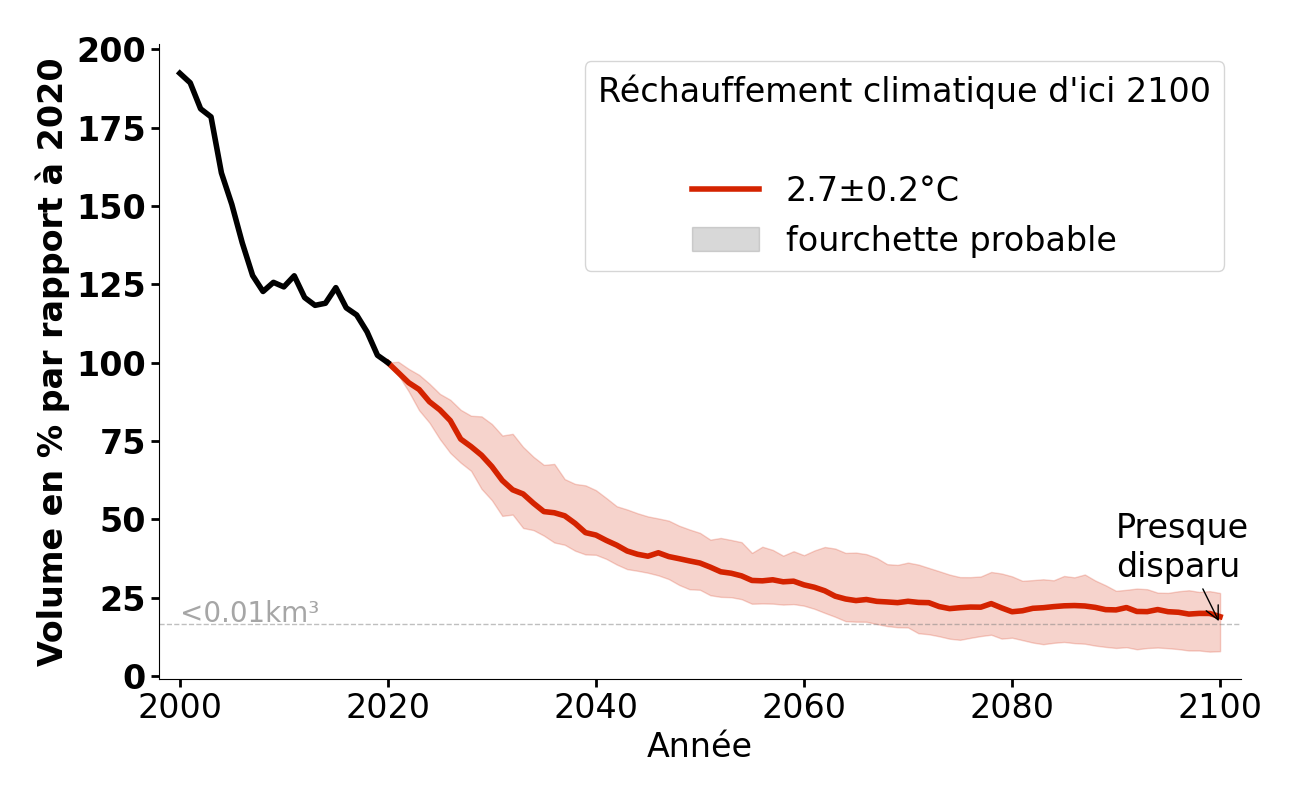 Volume en % par rapport à 2020
200
175
150
125
100
75
50
25
0
Réchauffement climatique d'ici 2100
2.7±0.2°C
fourchette probable
Presque
disparu
<0.01km³
2000 2020 2040 2060 2080 2100
Année